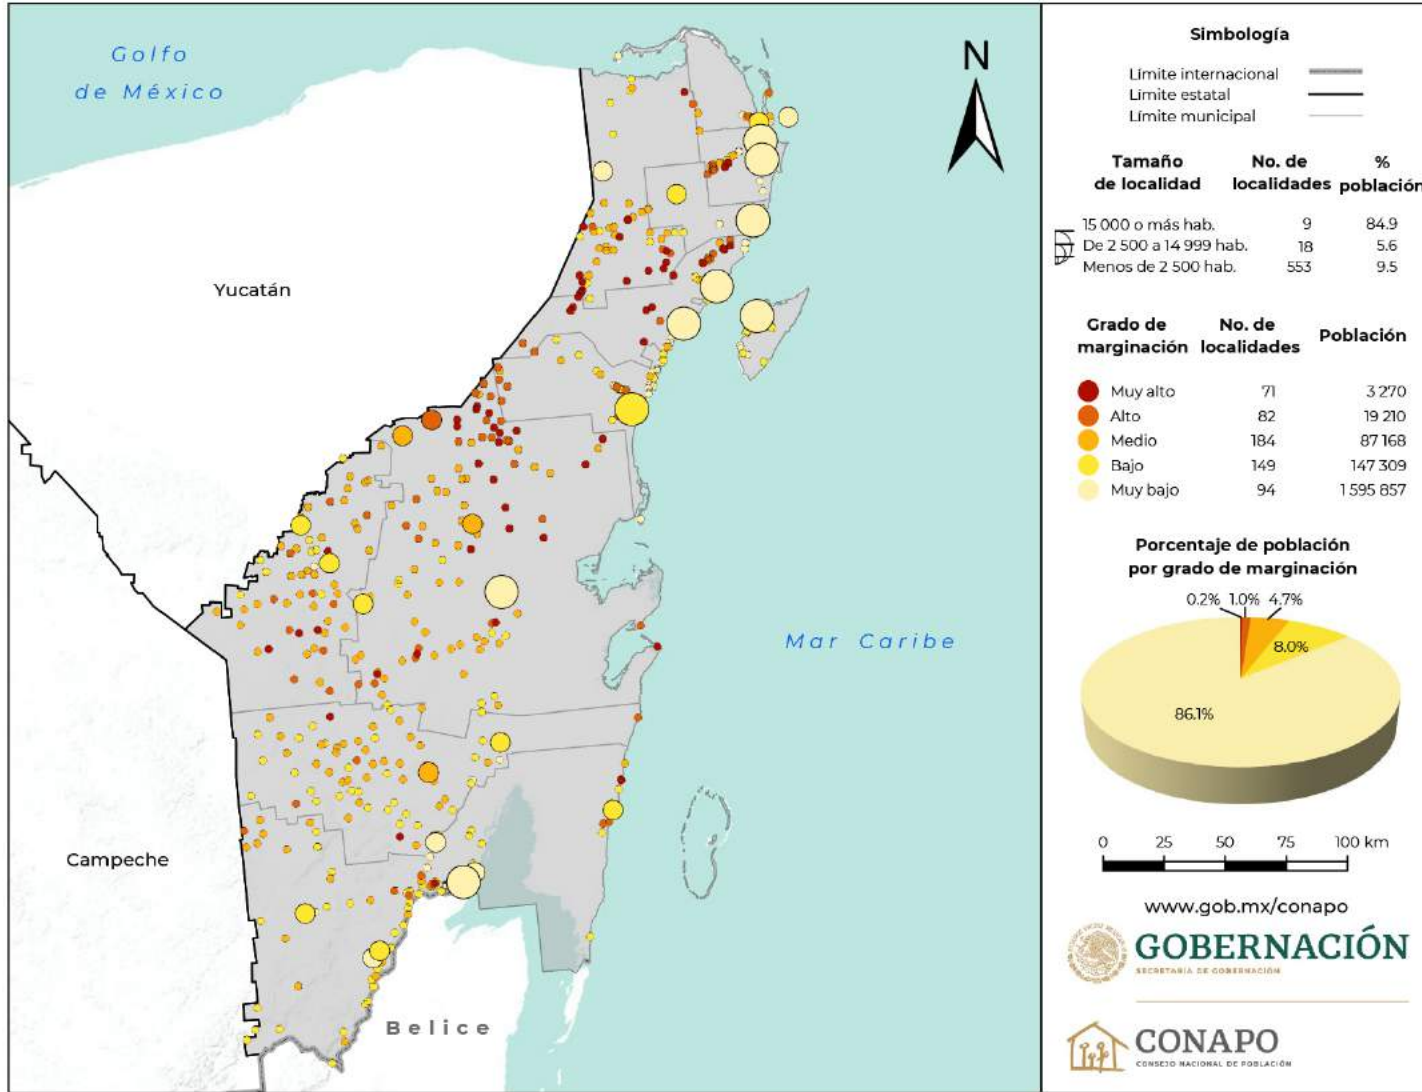 Golfo
de México
Yucatán
Campeche
Belice
Mar Caribe
N
Simbología
Límite internacional
Límite estatal
Límite municipal
Tamaño de localidad No. de localidades % población
15 000 o más hab. 9 84.9
De 2 500 a 14 999 hab. 18 5.6
Menos de 2 500 hab. 553 9.5
Grado de marginación No. de localidades Población
Muy alto 71 3 270
Alto 82 19 210
Medio 184 87 168
Bajo 149 147 309
Muy bajo 94 1 595 857
Porcentaje de población
por grado de marginación
0.2% 1.0% 4.7%
8.0%
86.1%
0 25 50 75 100 km
www.gob.mx/conapo
GOBERNACIÓN
SECRETARÍA DE GOBERNACIÓN
CONAPO
CONSEJO NACIONAL DE POBLACIÓN